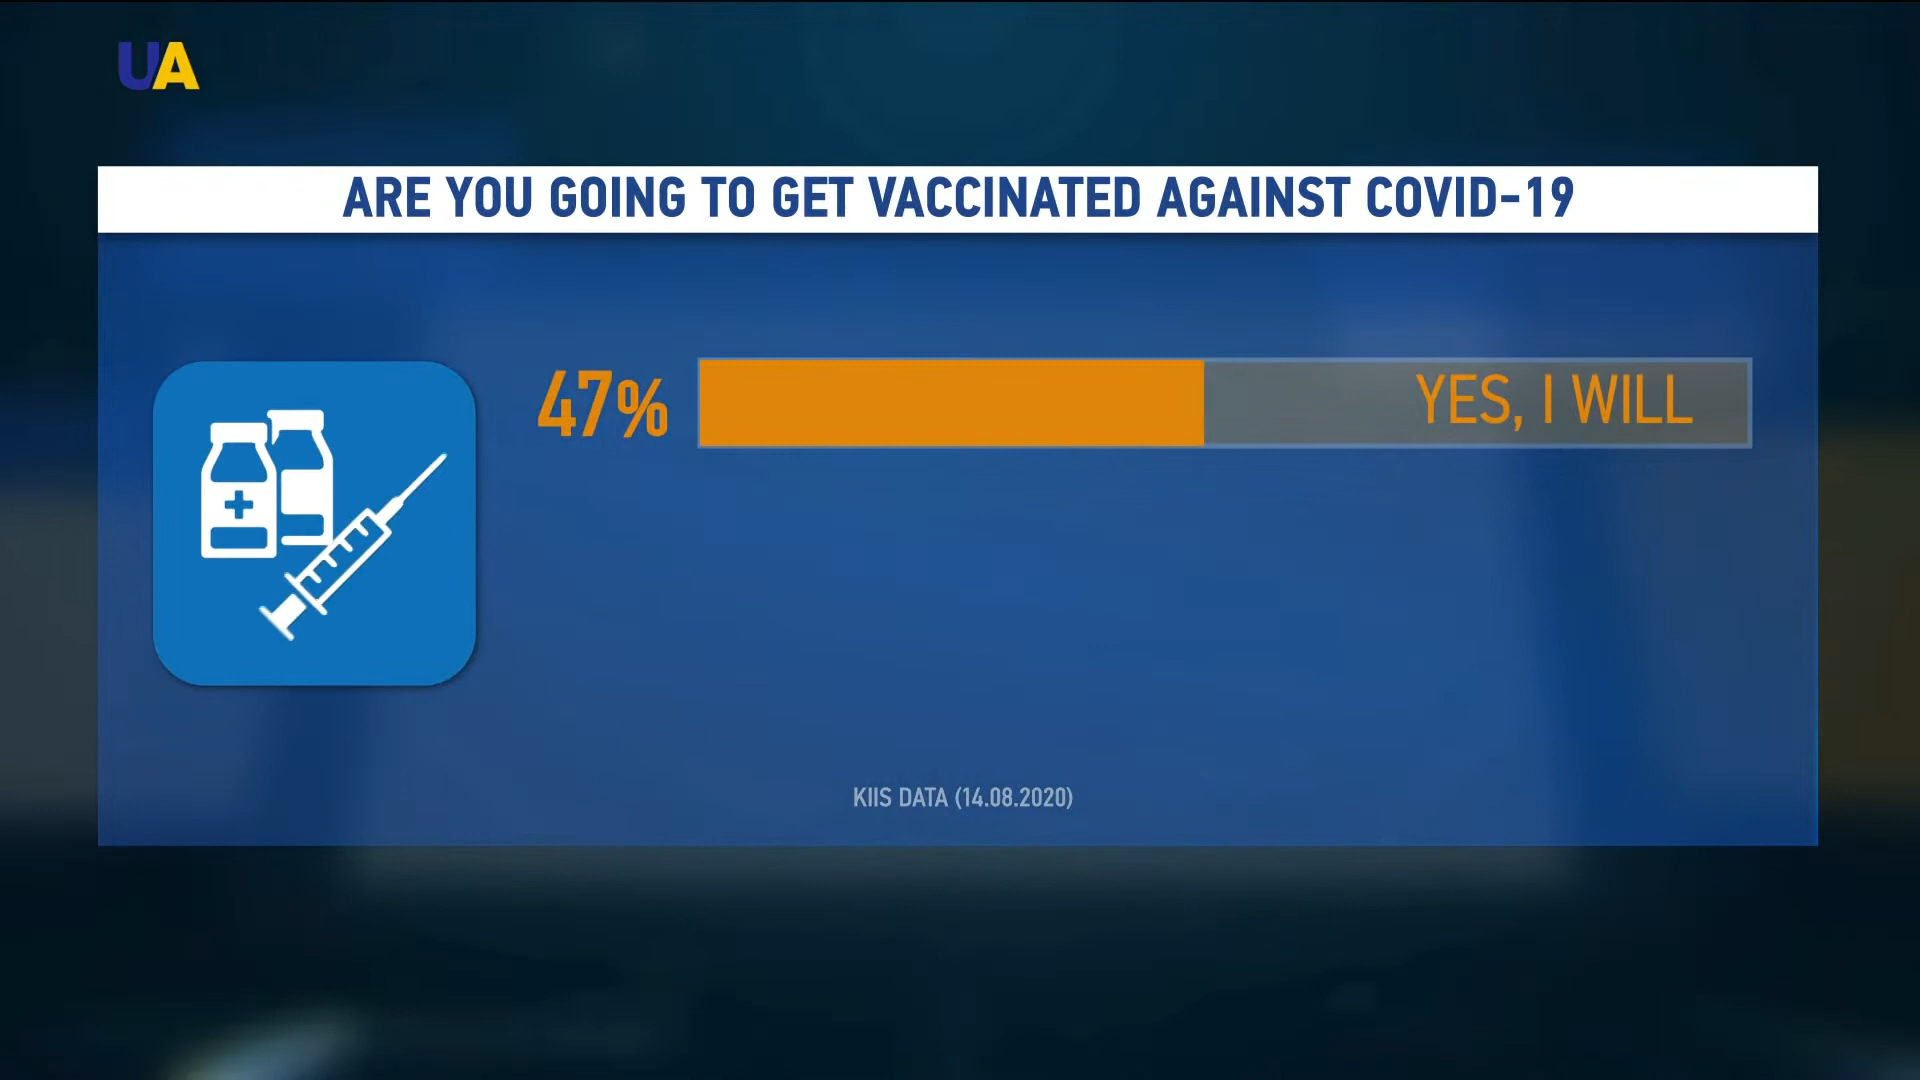 UA
ARE YOU GOING TO GET VACCINATED AGAINST COVID-19
47% YES, I WILL
KIIS DATA (14.08.2020)